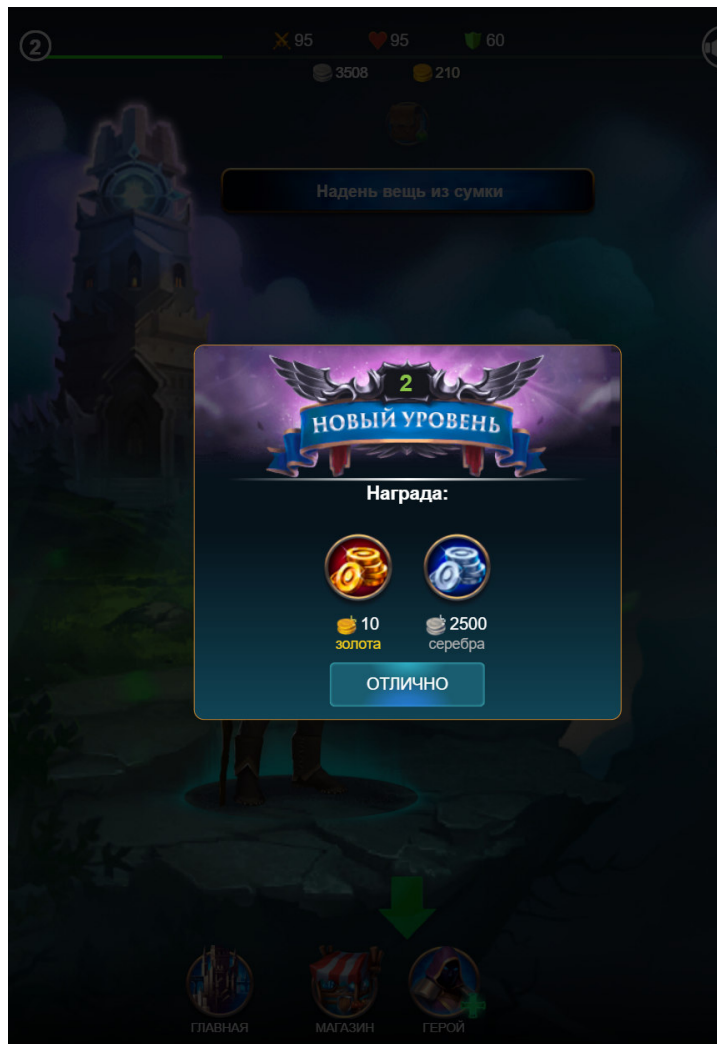 2
95
95
60
3508
210
Надень вещь из сумки
2
НОВЫЙ УРОВЕНЬ
Награда:
10
2500
золота
серебра
ОТЛИЧНО
ГЛАВНАЯ
МАГАЗИН
ГЕРОЙ